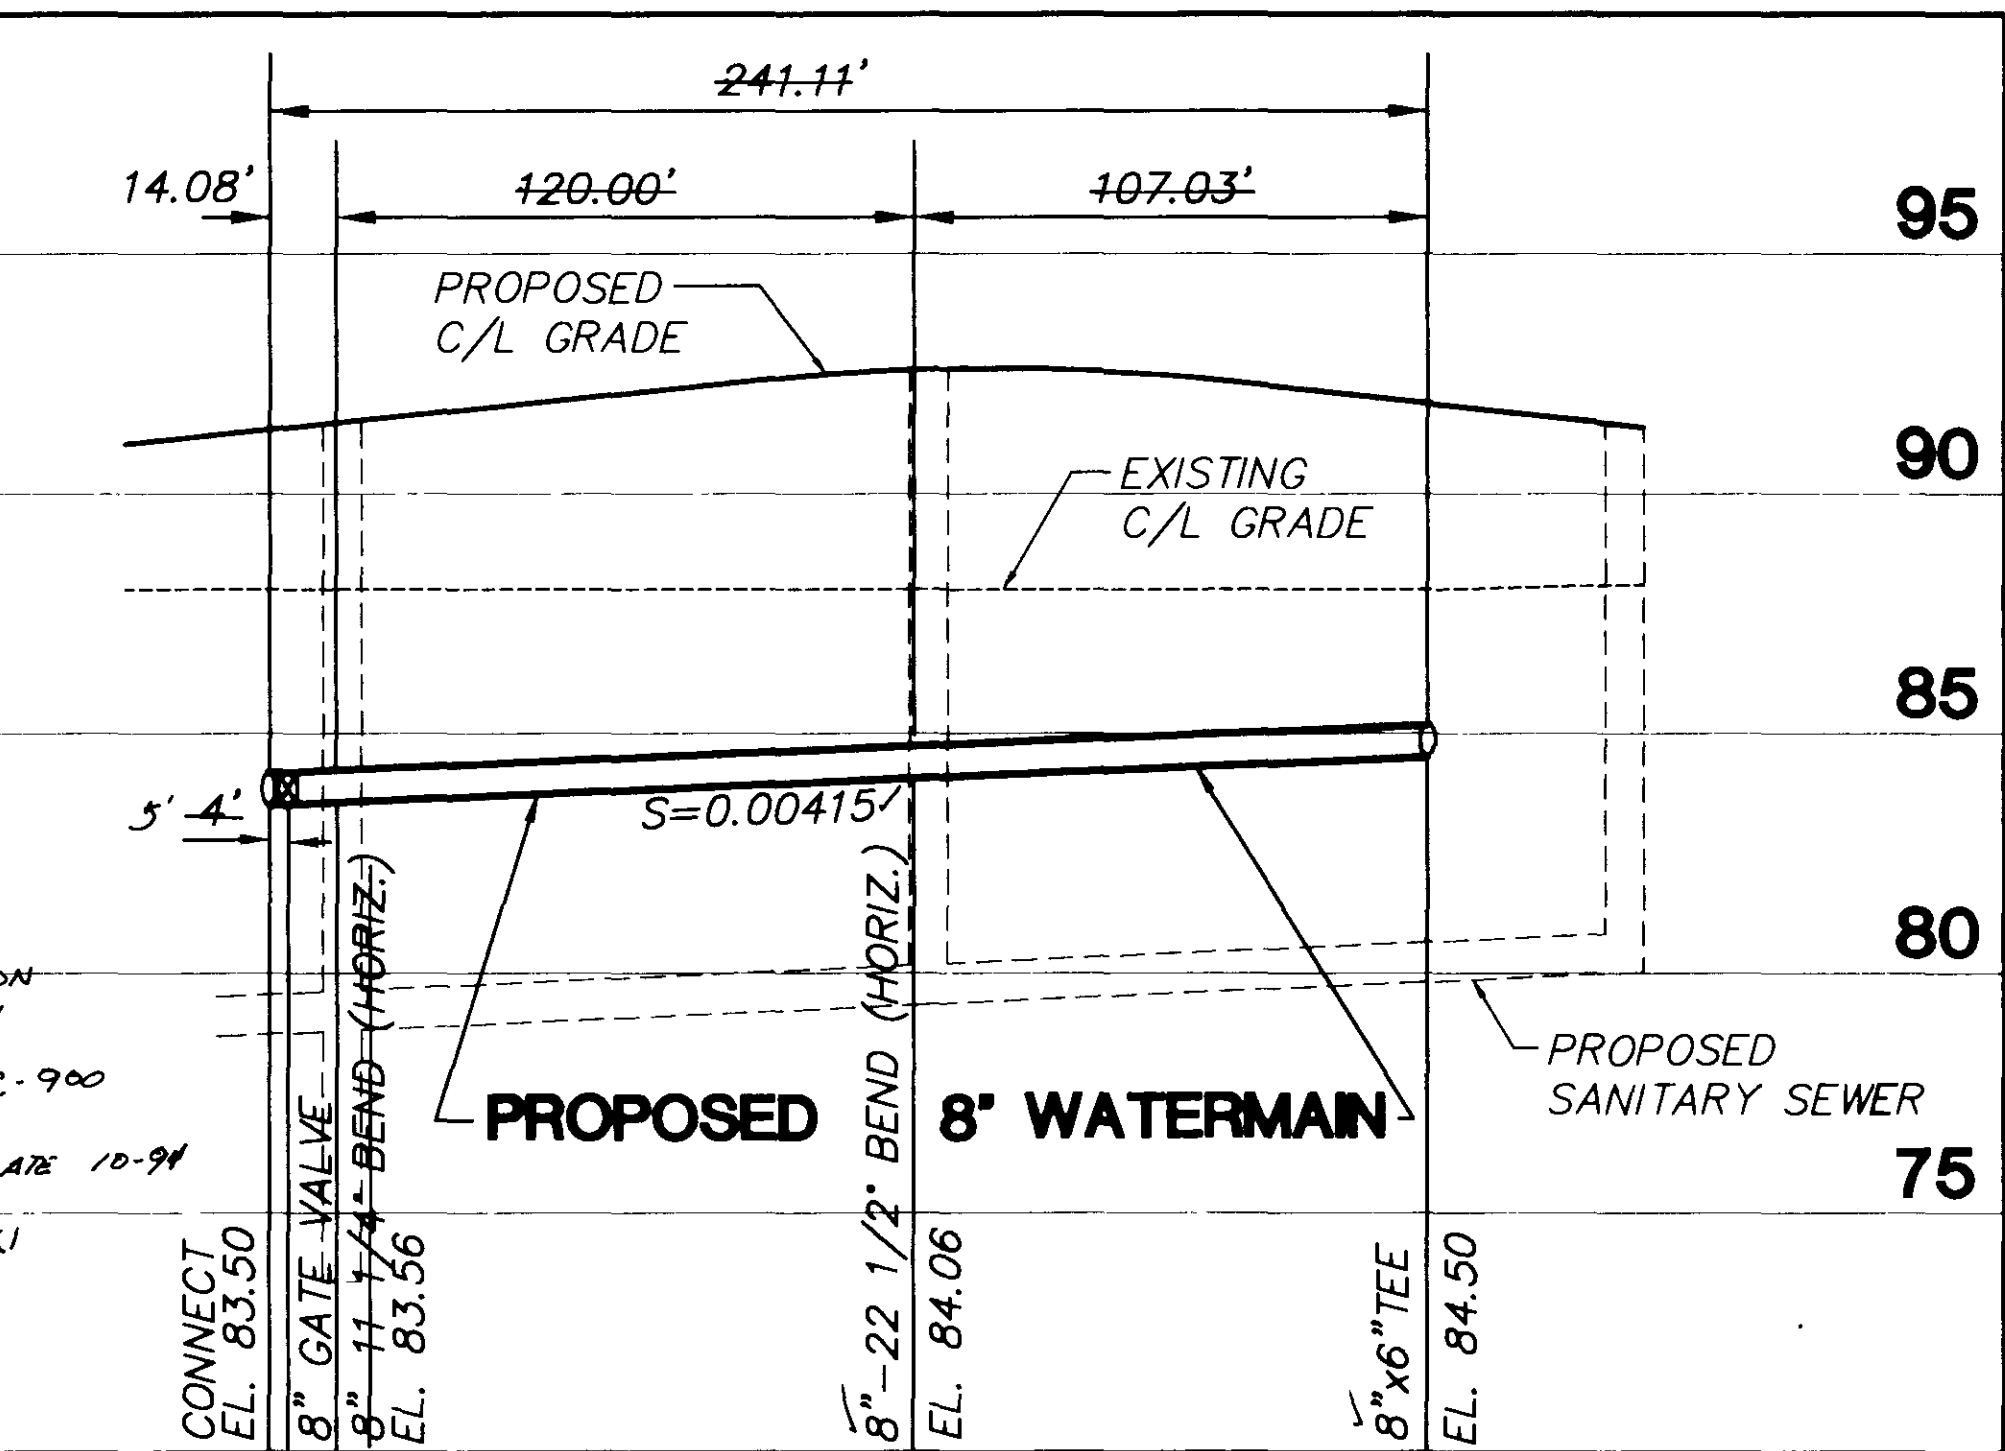 241.11'
14.08'
120.00'
107.03'
95
PROPOSED
C/L GRADE
90
EXISTING
C/L GRADE
85
5' 4'
S=0.00415
80
PROPOSED
SANITARY SEWER
PROPOSED 8" WATERMAIN
-900
75
10-94
CONNECT
EL. 83.50
8" GATE VALVE
8" 11 1/4° BEND (HORIZ.)
EL. 83.56
8"-22 1/2° BEND (HORIZ.)
EL. 84.06
8"x6" TEE
EL. 84.50